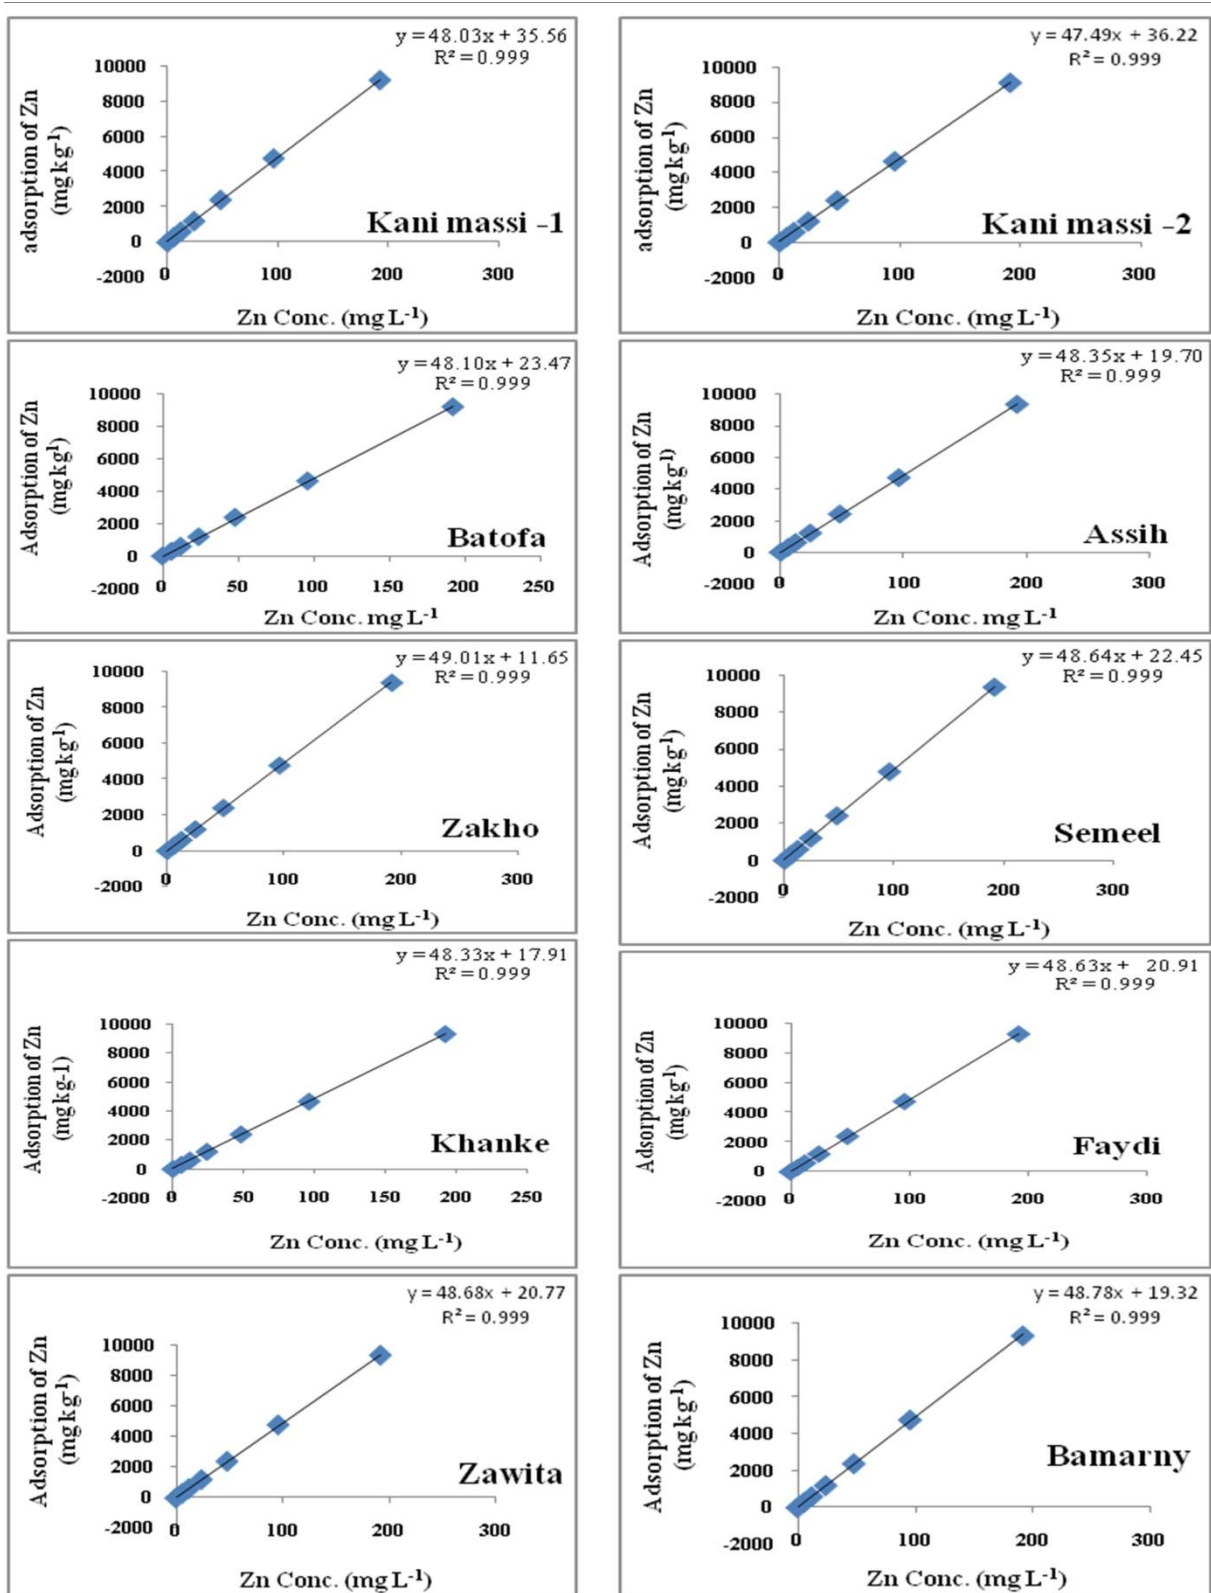 y = 48.03x + 35.56
R² = 0.999
10000
8000
6000
4000
2000
0
-2000
0 100 200 300
adsorption of Zn
(mg kg-1)
Kani massi -1
Zn Conc. (mg L-1)
y = 47.49x + 36.22
R² = 0.999
10000
8000
6000
4000
2000
0
-2000
0 100 200 300
adsorption of Zn
(mg kg-1)
Kani massi -2
Zn Conc. (mg L-1)
y = 48.10x + 23.47
R² = 0.999
10000
8000
6000
4000
2000
0
-2000
0 50 100 150 200 250
Adsorption of Zn
(mg kg1)
Batofa
Zn Conc. mg L-1
y = 48.35x + 19.70
R² = 0.999
10000
8000
6000
4000
2000
0
-2000
0 100 200 300
Adsorption of Zn
(mg kg-1)
Assih
Zn Conc. mg L-1
y = 49.01x + 11.65
R² = 0.999
10000
8000
6000
4000
2000
0
-2000
0 100 200 300
Adsorption of Zn
(mg kg-1)
Zakho
Zn Conc. (mg L-1)
y = 48.64x + 22.45
R² = 0.999
10000
8000
6000
4000
2000
0
-2000
0 100 200 300
Adsorption of Zn
(mg kg-1)
Semeel
Zn Conc. (mg L-1)
y = 48.33x + 17.91
R² = 0.999
10000
8000
6000
4000
2000
0
-2000
0 50 100 150 200 250
Adsorption of Zn
(mg kg-1)
Khanke
Zn Conc. (mg L-1)
y = 48.63x + 20.91
R² = 0.999
10000
8000
6000
4000
2000
0
-2000
0 100 200 300
Adsorption of Zn
(mg kg-1)
Faydi
Zn Conc. (mg L-1)
y = 48.68x + 20.77
R² = 0.999
10000
8000
6000
4000
2000
0
-2000
0 100 200 300
Adsorption of Zn
(mg kg-1)
Zawita
Zn Conc. (mg L-1)
y = 48.78x + 19.32
R² = 0.999
10000
8000
6000
4000
2000
0
-2000
0 100 200 300
Adsorption of Zn
(mg kg-1)
Bamarny
Zn Conc. (mg L-1)